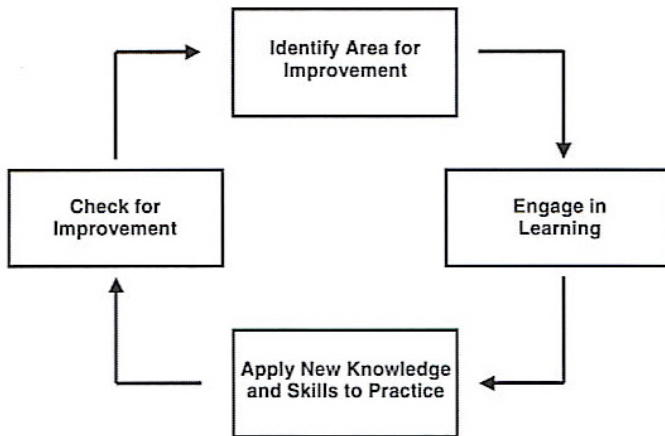 Identify Area for
Improvement
Engage in
Learning
Apply New Knowledge
and Skills to Practice
Check for
Improvement